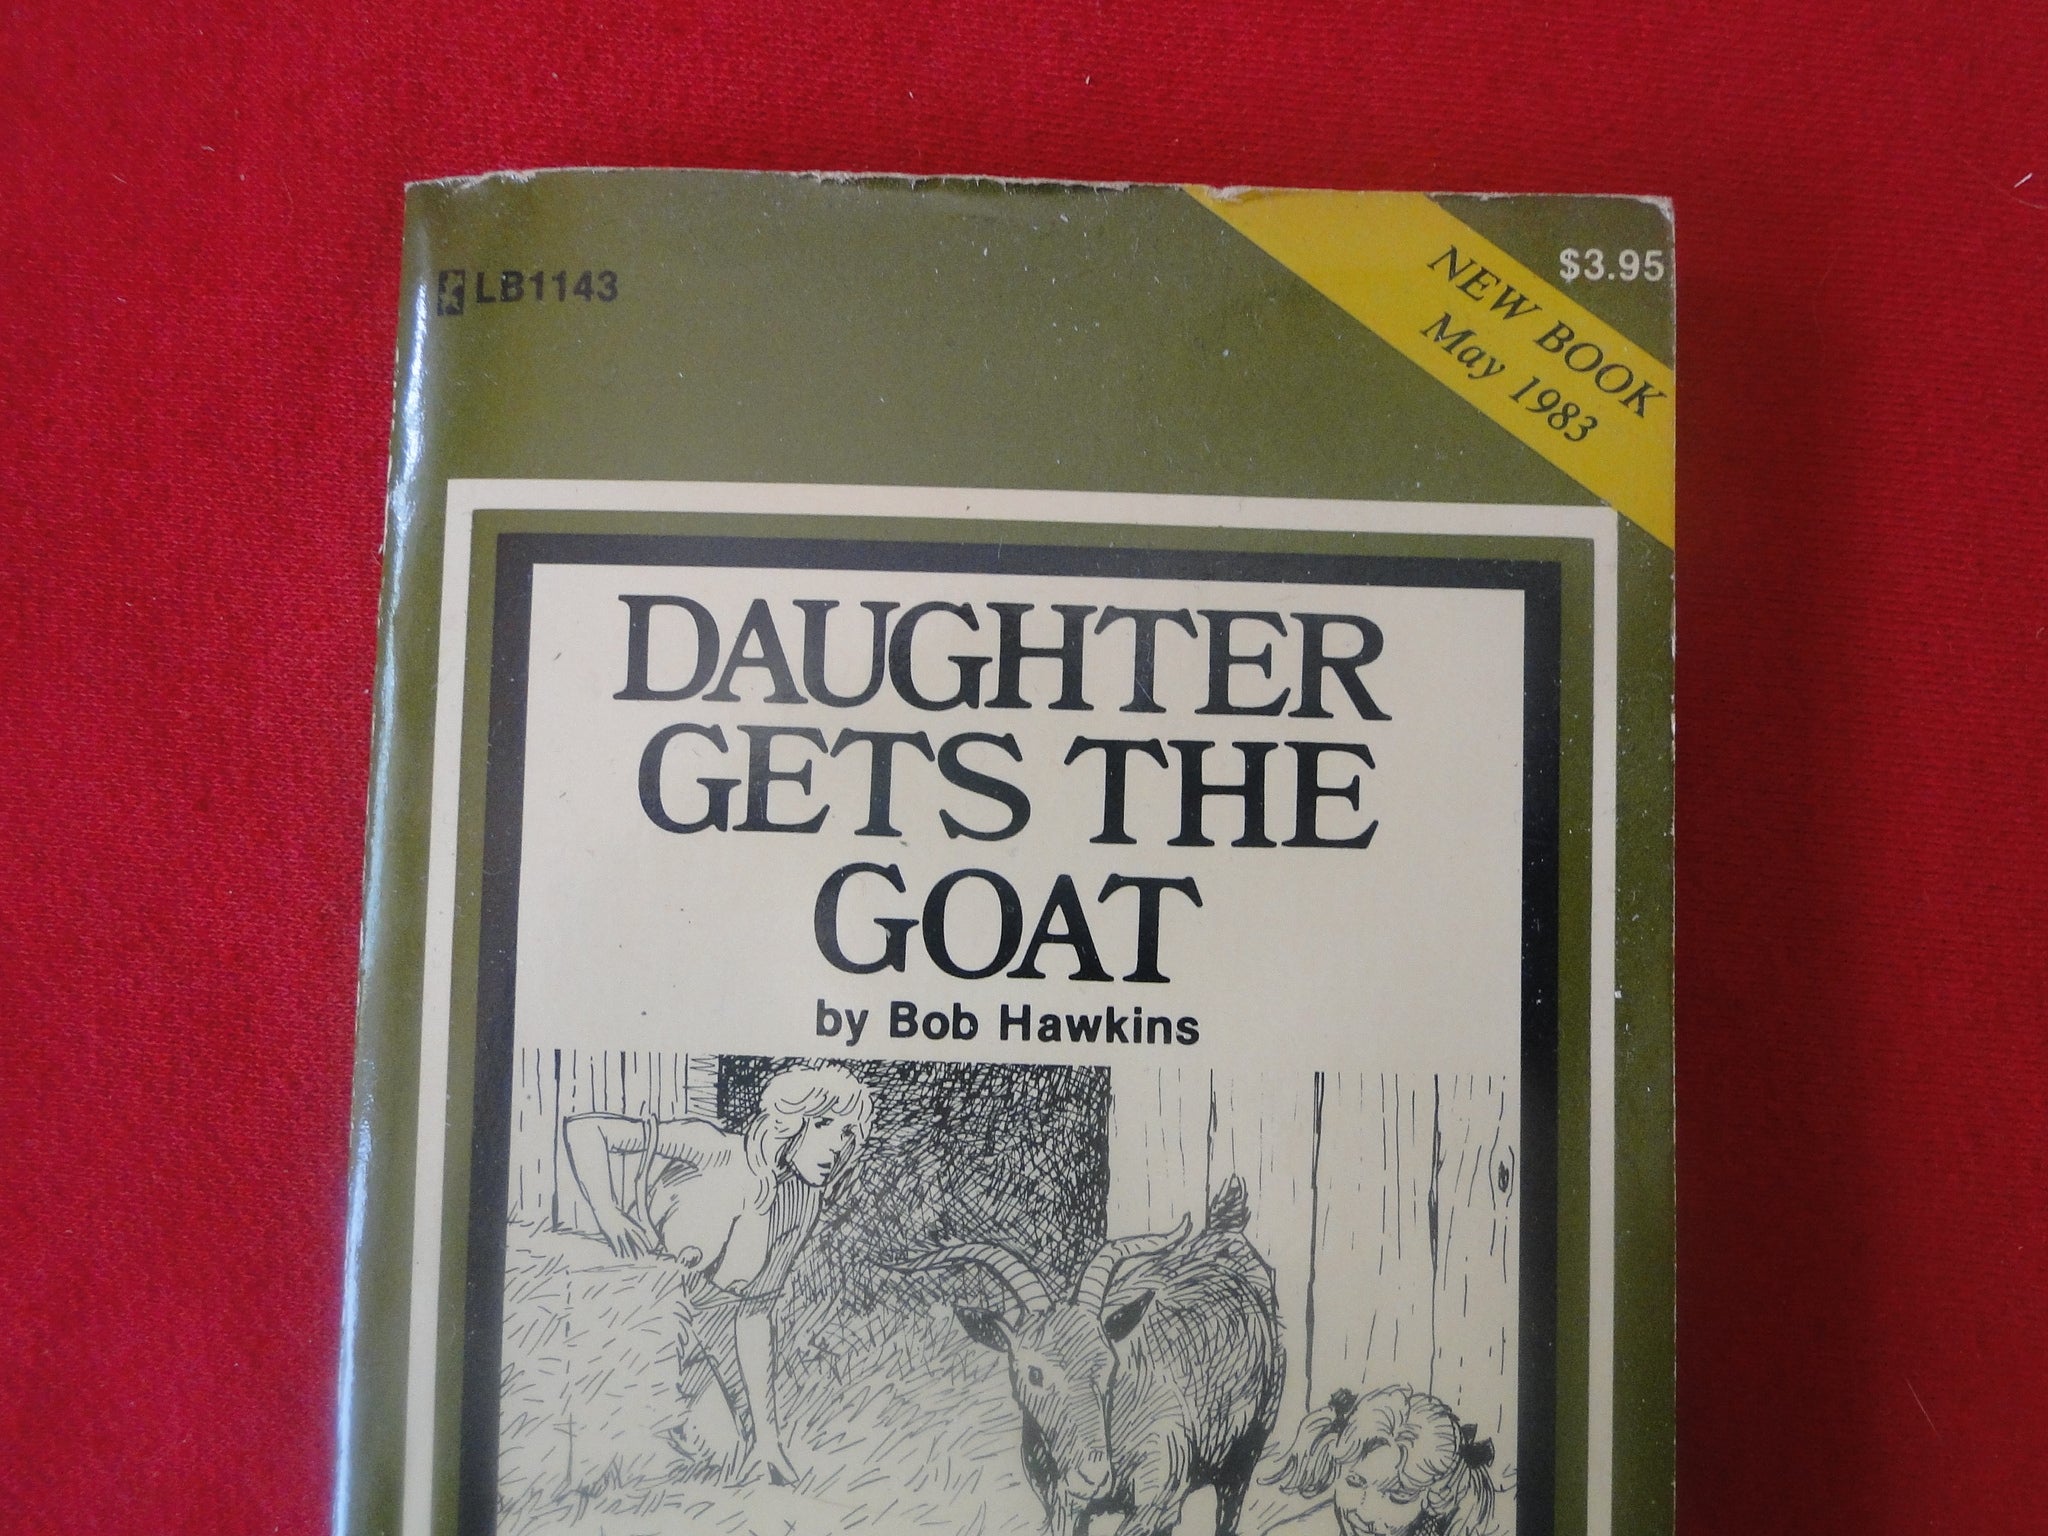 LB1143
$3.95
NEW BOOK
May 1983
DAUGHTER
GETS THE
GOAT
by Bob Hawkins